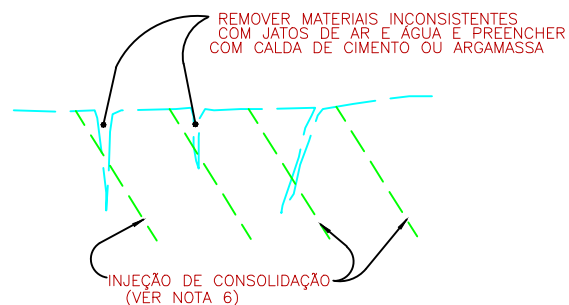 REMOVER MATERIAIS INCONSISTENTES
COM JATOS DE AR E ÁGUA E PREENCHER
COM CALDA DE CIMENTO OU ARGAMASSA
INJEÇÃO DE CONSOLIDAÇÃO
(VER NOTA 6)